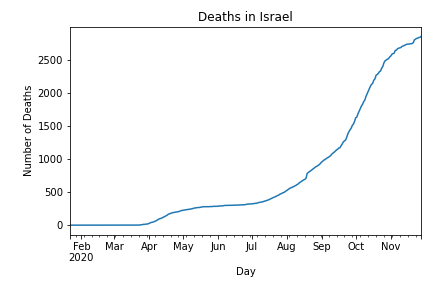 Deaths in Israel
Number of Deaths
2500
2000
1500
1000
500
0
Feb Mar Apr May Jun Jul Aug Sep Oct Nov
2020
Day